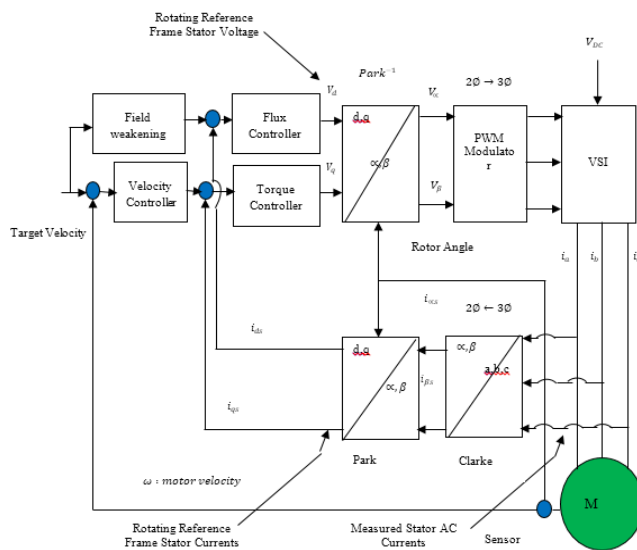 Rotating Reference
Frame Stator Voltage
Park⁻¹
2Ø → 3Ø
V_DC
V_d
V_∝
Field
weakening
Flux
Controller
d,q
∝,β
PWM
Modulato
r
VSI
V_q
V_β
Velocity
Controller
Torque
Controller
Target Velocity
Rotor Angle
i_a
i_b
i_∝s
2Ø ← 3Ø
i_ds
d,q
∝,β
i_βs
∝,β
a,b,c
i_qs
Park
Clarke
ω : motor velocity
M
Rotating Reference
Frame Stator Currents
Measured Stator AC
Currents
Sensor